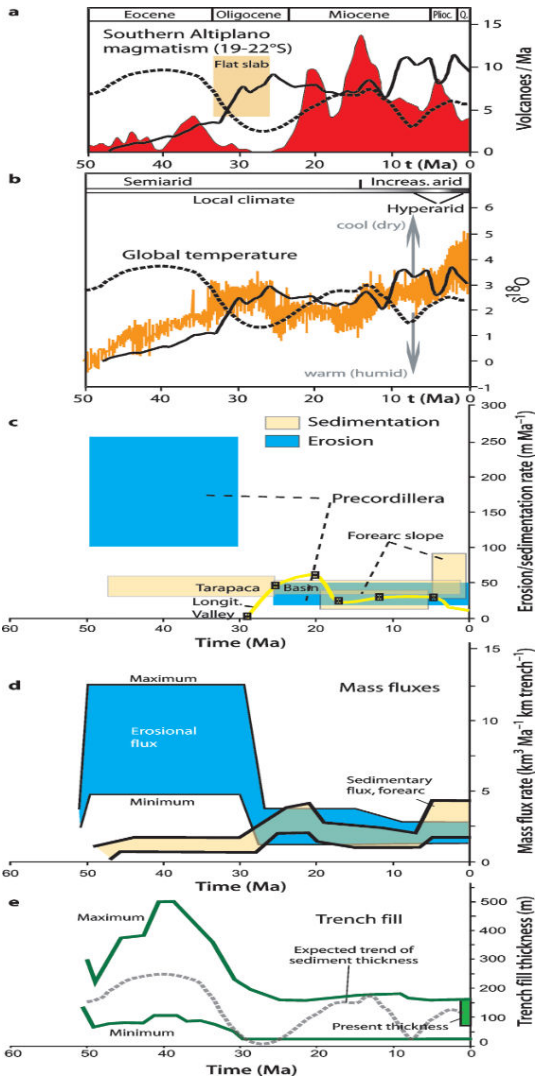 a
Eocene Oligocene Miocene Plioc. Q.
Southern Altiplano
magmatism (19-22°S)
Flat slab
15
10
5
0
Volcanoes / Ma
50 40 30 20 10 0
t (Ma)
b
Semiarid Increas. arid
Local climate Hyperarid
cool (dry)
Global temperature
warm (humid)
6
5
4
3
2
1
0
-1
δ¹⁸O
50 40 30 20 10 0
t (Ma)
c
Sedimentation
Erosion
Precordillera
Forearc slope
Tarapaca Basin
Longit.
Valley
300
250
200
150
100
50
0
Erosion/sedimentation rate (m Ma⁻¹)
60 50 40 30 20 10 0
Time (Ma)
d
Maximum
Mass fluxes
Erosional
flux
Sedimentary
flux, forearc
Minimum
15
10
5
0
Mass flux rate (km³ Ma⁻¹ km trench⁻¹)
60 50 40 30 20 10 0
Time (Ma)
e
Maximum
Trench fill
Expected trend of
sediment thickness
Present thickness
Minimum
500
400
300
200
100
0
Trench fill thickness (m)
60 50 40 30 20 10 0
Time (Ma)